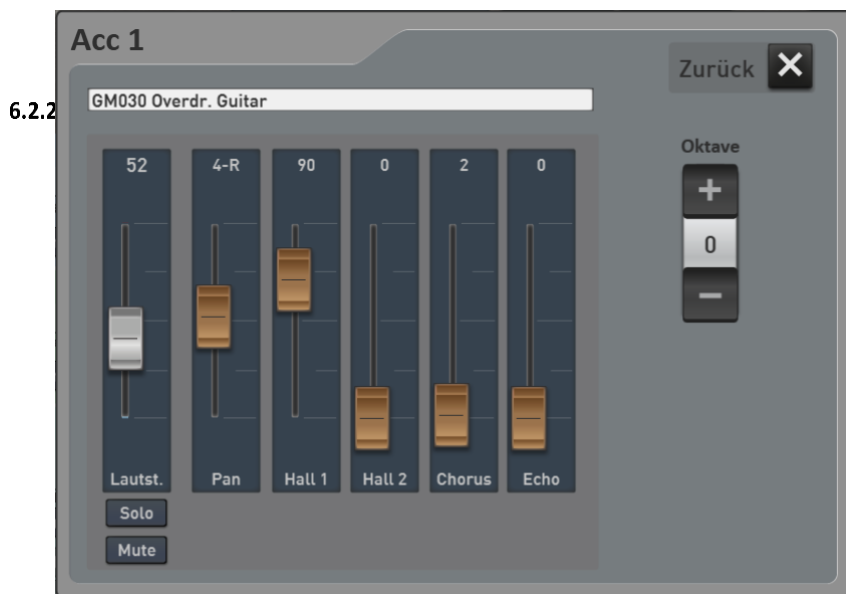 Acc 1
Zurück
6.2.2
GM030 Overdr. Guitar
Oktave
52 4-R 90 0 2 0
0
Lautst. Pan Hall 1 Hall 2 Chorus Echo
Solo
Mute